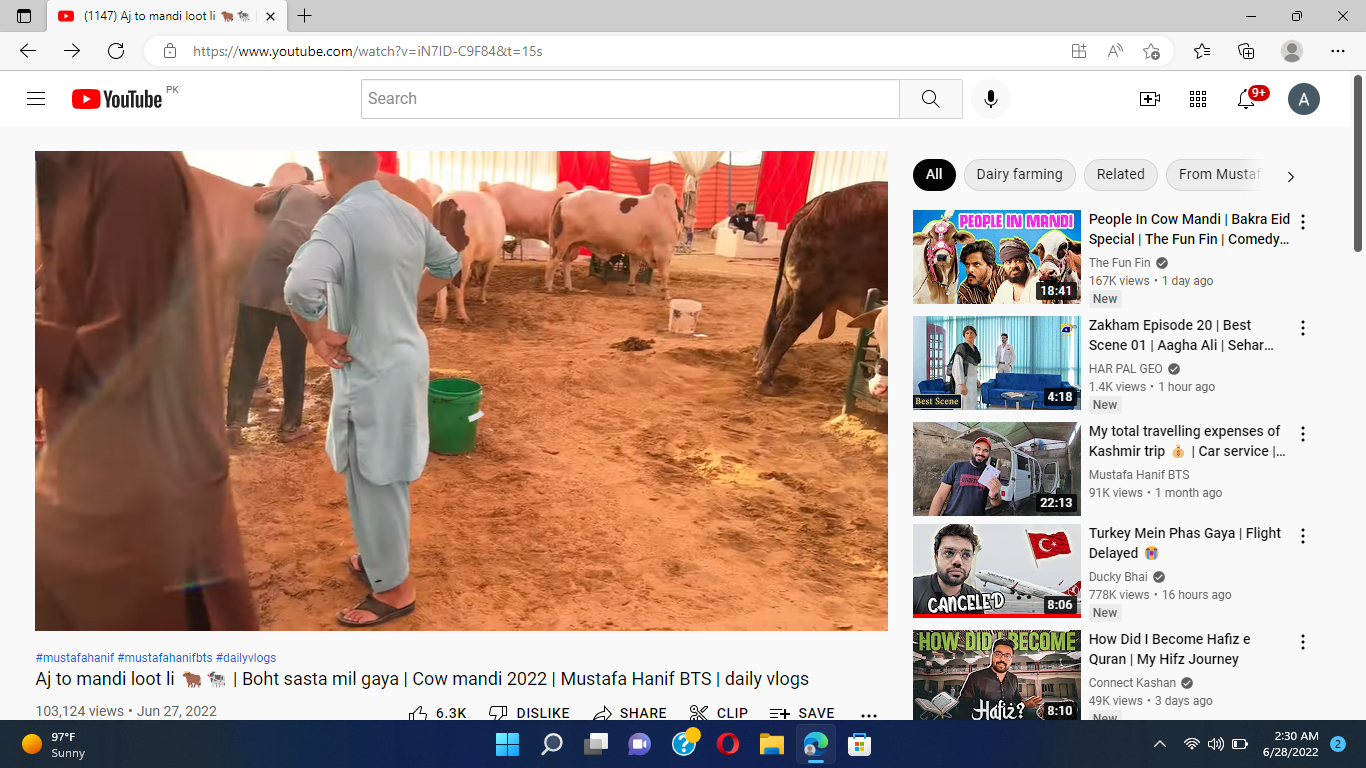 (1147) Aj to mandi loot li 🐂🐄
https://www.youtube.com/watch?v=iN7ID-C9F84&t=15s
YouTube PK
Search
9+
A
All
Dairy farming
Related
From Mustaf
PEOPLE IN MANDI
18:41
People In Cow Mandi | Bakra Eid
Special | The Fun Fin | Comedy...
The Fun Fin
167K views • 1 day ago
New
Best Scene
4:18
Zakham Episode 20 | Best
Scene 01 | Aagha Ali | Sehar...
HAR PAL GEO
1.4K views • 1 hour ago
New
22:13
My total travelling expenses of
Kashmir trip 💰 | Car service |...
Mustafa Hanif BTS
91K views • 1 month ago
CANCELED
8:06
Turkey Mein Phas Gaya | Flight
Delayed 😭
Ducky Bhai
778K views • 16 hours ago
New
HOW DID I BECOME
Hafiz?
8:10
How Did I Become Hafiz e
Quran | My Hifz Journey
Connect Kashan
49K views • 3 days ago
New
#mustafahanif #mustafahanifbts #dailyvlogs
Aj to mandi loot li 🐂🐄 | Boht sasta mil gaya | Cow mandi 2022 | Mustafa Hanif BTS | daily vlogs
103,124 views • Jun 27, 2022
6.3K
DISLIKE
SHARE
CLIP
SAVE
97°F
Sunny
2:30 AM
6/28/2022
2